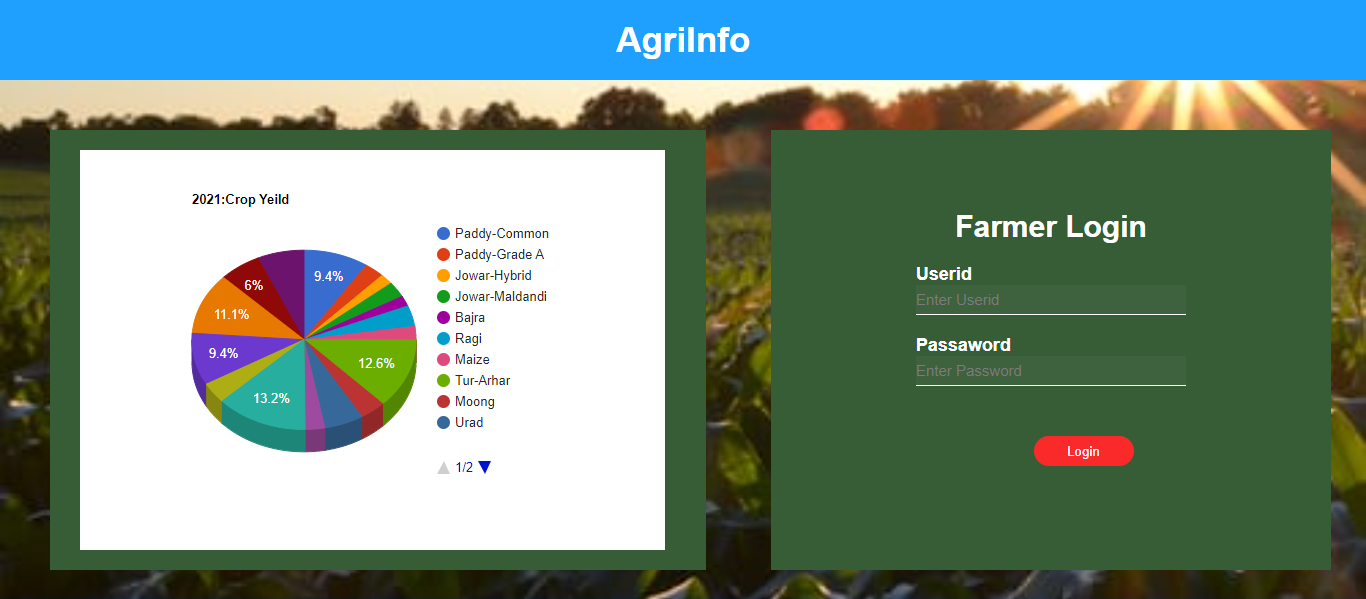 AgriInfo
2021:Crop Yeild
9.4%
6%
11.1%
9.4%
12.6%
13.2%
Paddy-Common
Paddy-Grade A
Jowar-Hybrid
Jowar-Maldandi
Bajra
Ragi
Maize
Tur-Arhar
Moong
Urad
1/2
Farmer Login
Userid
Enter Userid
Passaword
Enter Password
Login